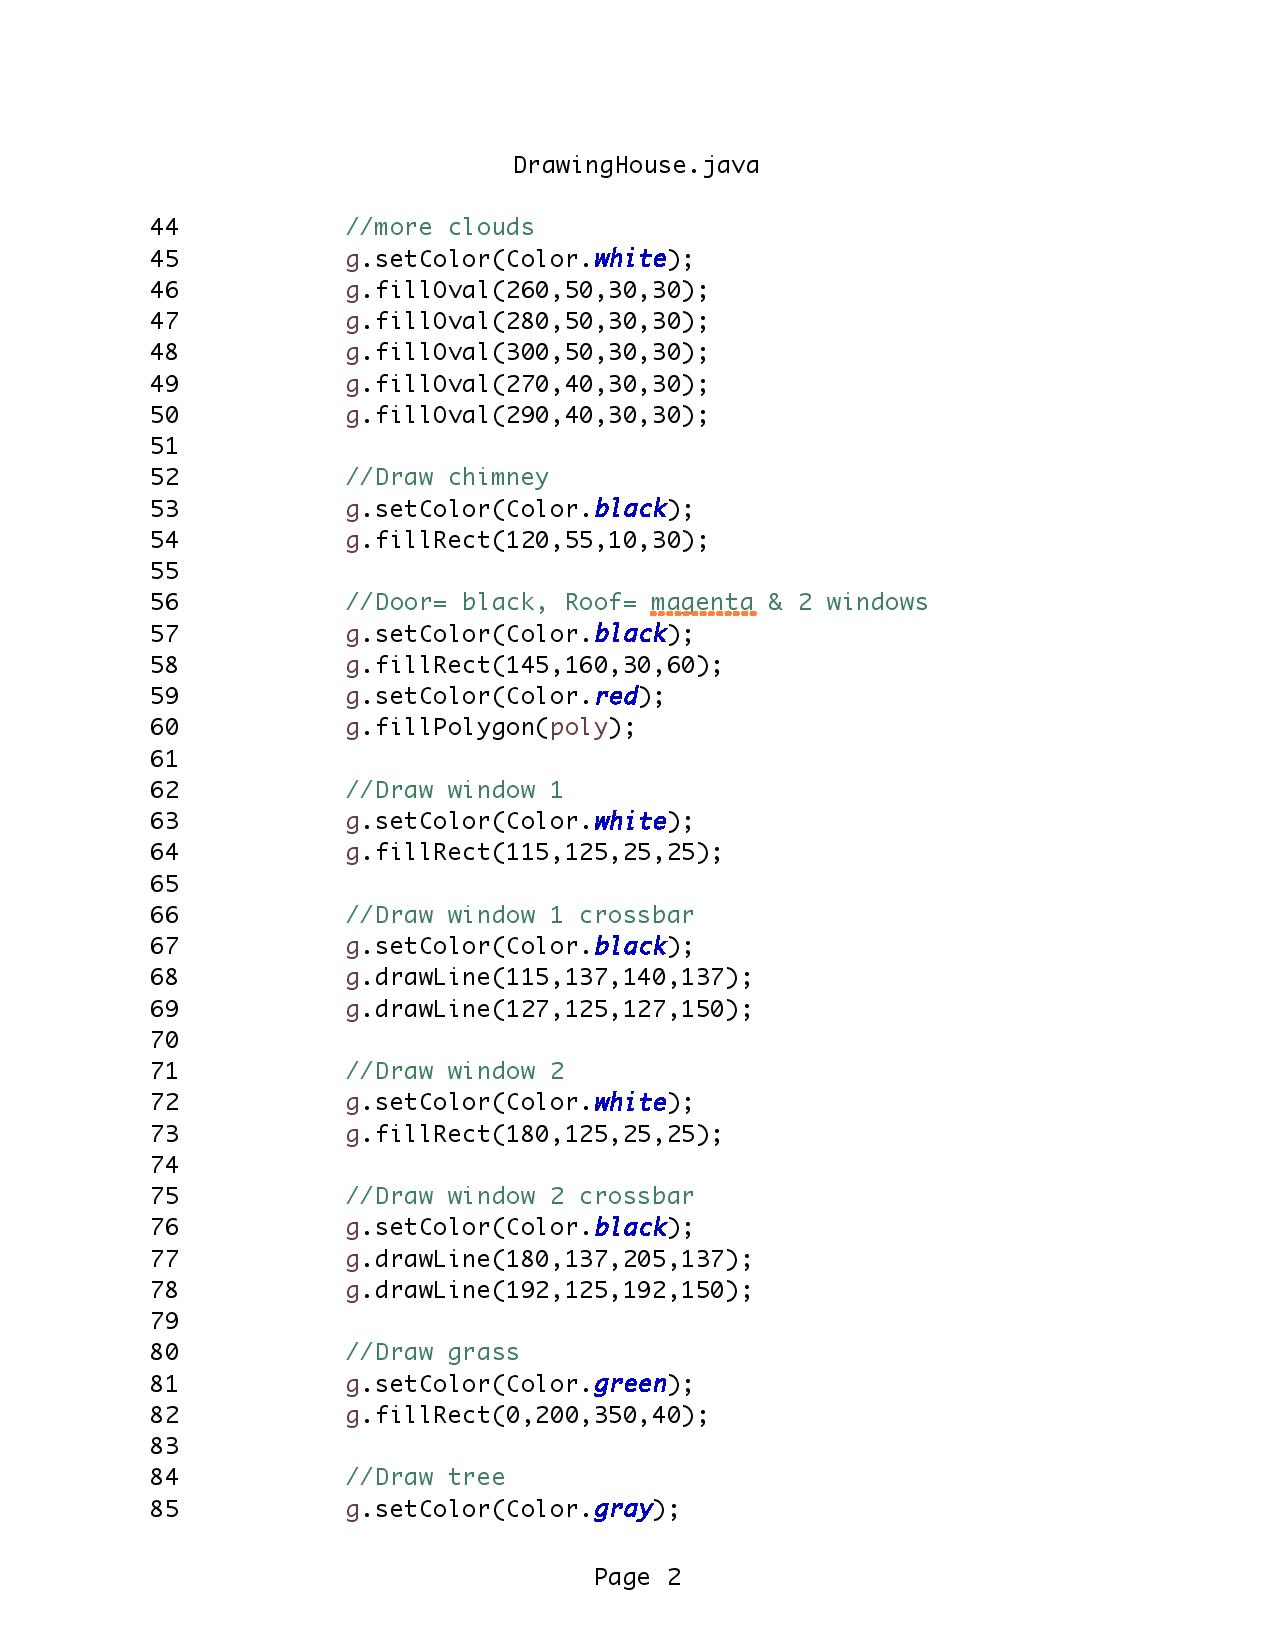 DrawingHouse.java
44 //more clouds
45 g.setColor(Color.white);
46 g.fillOval(260,50,30,30);
47 g.fillOval(280,50,30,30);
48 g.fillOval(300,50,30,30);
49 g.fillOval(270,40,30,30);
50 g.fillOval(290,40,30,30);
51
52 //Draw chimney
53 g.setColor(Color.black);
54 g.fillRect(120,55,10,30);
55
56 //Door= black, Roof= magenta & 2 windows
57 g.setColor(Color.black);
58 g.fillRect(145,160,30,60);
59 g.setColor(Color.red);
60 g.fillPolygon(poly);
61
62 //Draw window 1
63 g.setColor(Color.white);
64 g.fillRect(115,125,25,25);
65
66 //Draw window 1 crossbar
67 g.setColor(Color.black);
68 g.drawLine(115,137,140,137);
69 g.drawLine(127,125,127,150);
70
71 //Draw window 2
72 g.setColor(Color.white);
73 g.fillRect(180,125,25,25);
74
75 //Draw window 2 crossbar
76 g.setColor(Color.black);
77 g.drawLine(180,137,205,137);
78 g.drawLine(192,125,192,150);
79
80 //Draw grass
81 g.setColor(Color.green);
82 g.fillRect(0,200,350,40);
83
84 //Draw tree
85 g.setColor(Color.gray);
Page 2